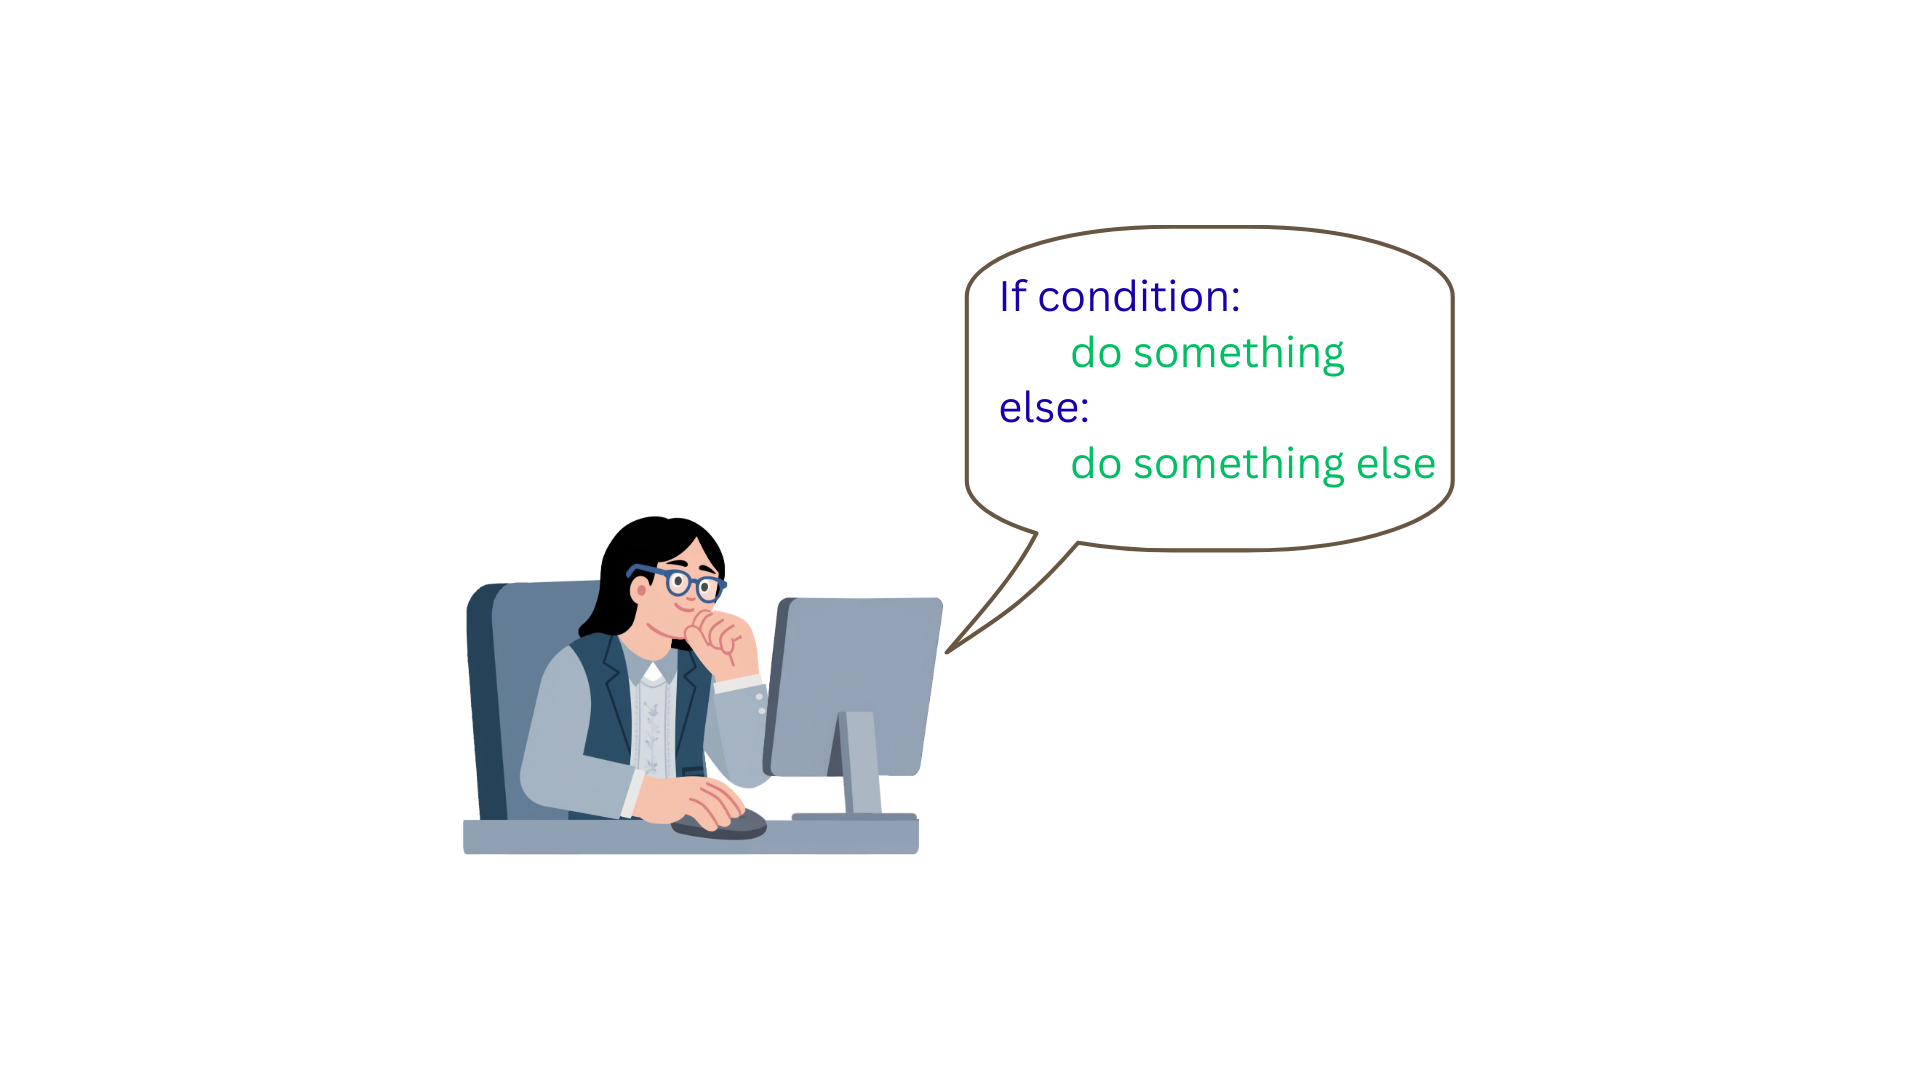 If condition:
do something
else:
do something else